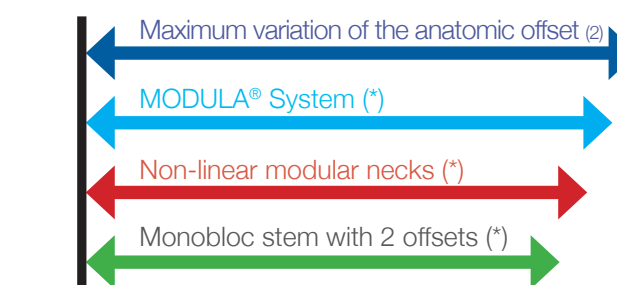 Maximum variation of the anatomic offset (2)
MODULA® System (*)
Non-linear modular necks (*)
Monobloc stem with 2 offsets (*)